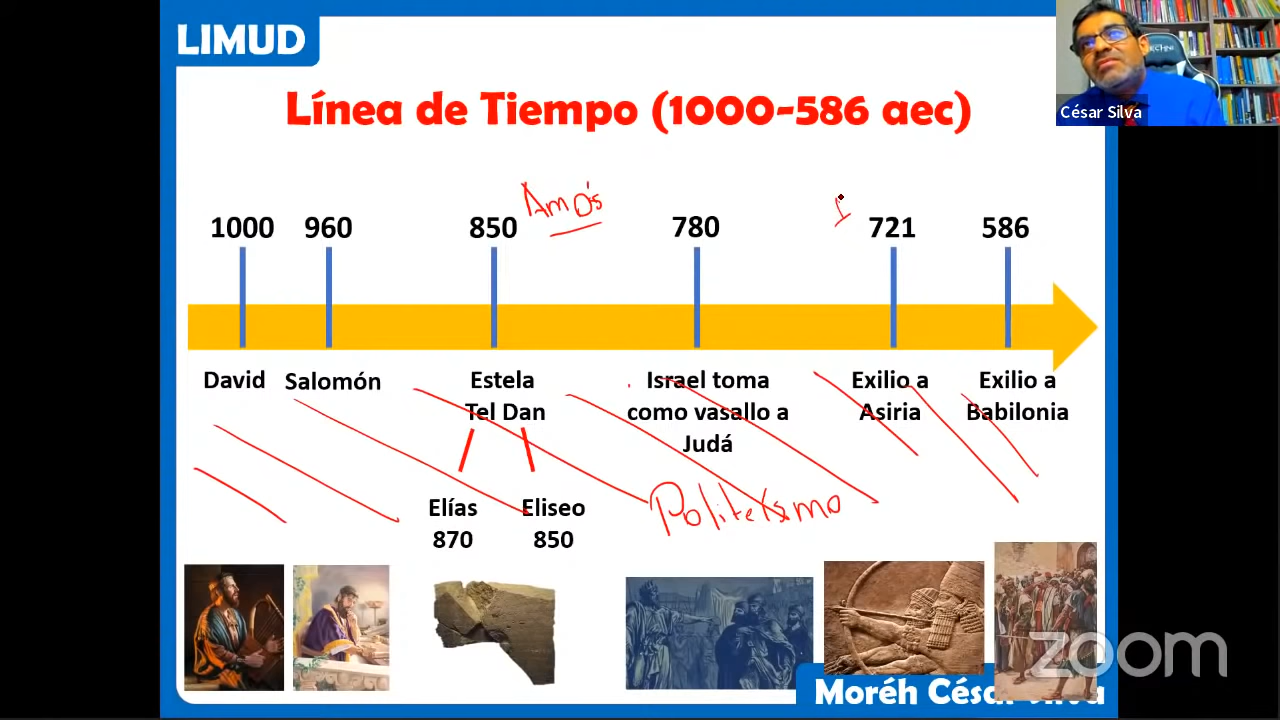 LIMUD
César Silva
Línea de Tiempo (1000-586 aec)
Amós
1000 960 850 780 721 586
David Salomón Estela Israel toma Exilio a Exilio a
Tel Dan como vasallo a Asiria Babilonia
Judá
Elías Eliseo
870 850
Politeísmo
zoom
Moréh César Silva